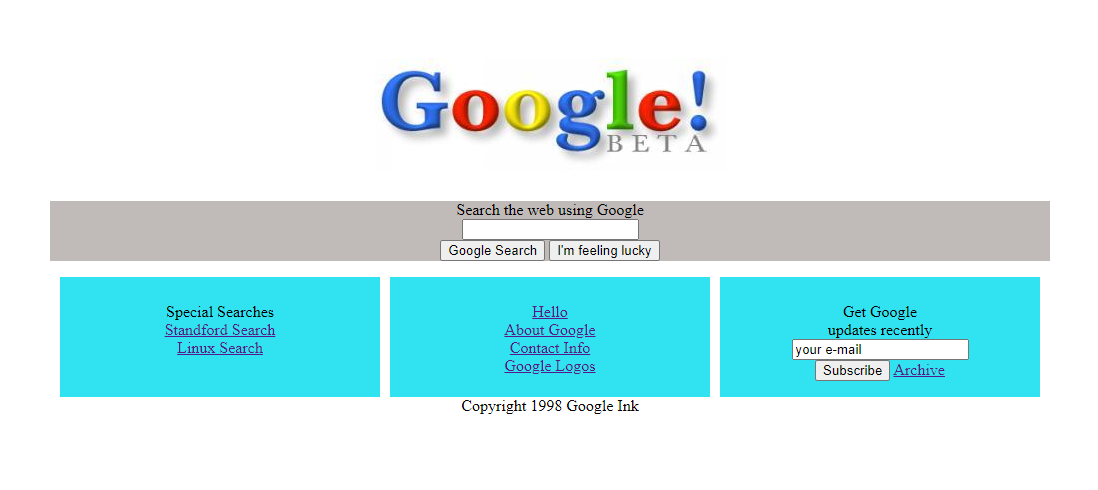 Google!
BETA
Search the web using Google
Google Search I'm feeling lucky
Special Searches
Standford Search
Linux Search
Hello
About Google
Contact Info
Google Logos
Get Google
updates recently
your e-mail
Subscribe Archive
Copyright 1998 Google Ink